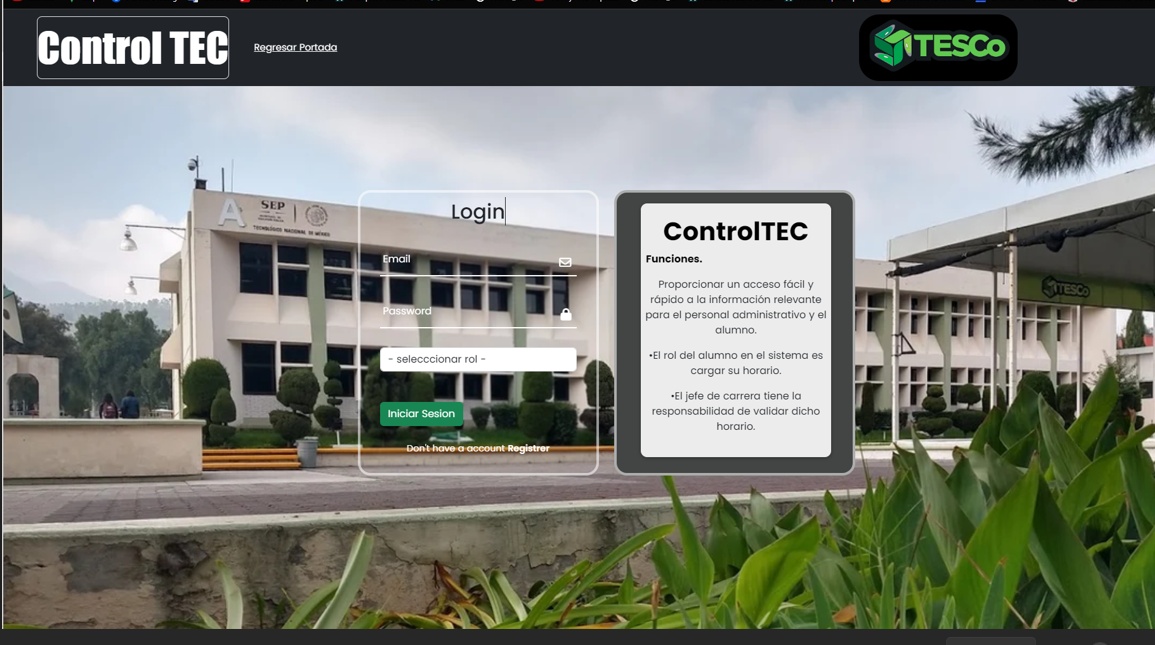 Control TEC
Regresar Portada
TESCo
Login
Email
Password
- selecccionar rol -
Iniciar Sesion
Don't have a account Registrer
ControlTEC
Funciones.
Proporcionar un acceso fácil y
rápido a la información relevante
para el personal administrativo y el
alumno.
•El rol del alumno en el sistema es
cargar su horario.
•El jefe de carrera tiene la
responsabilidad de validar dicho
horario.
A
SEP
TECNOLÓGICO NACIONAL DE MÉXICO
TESCo